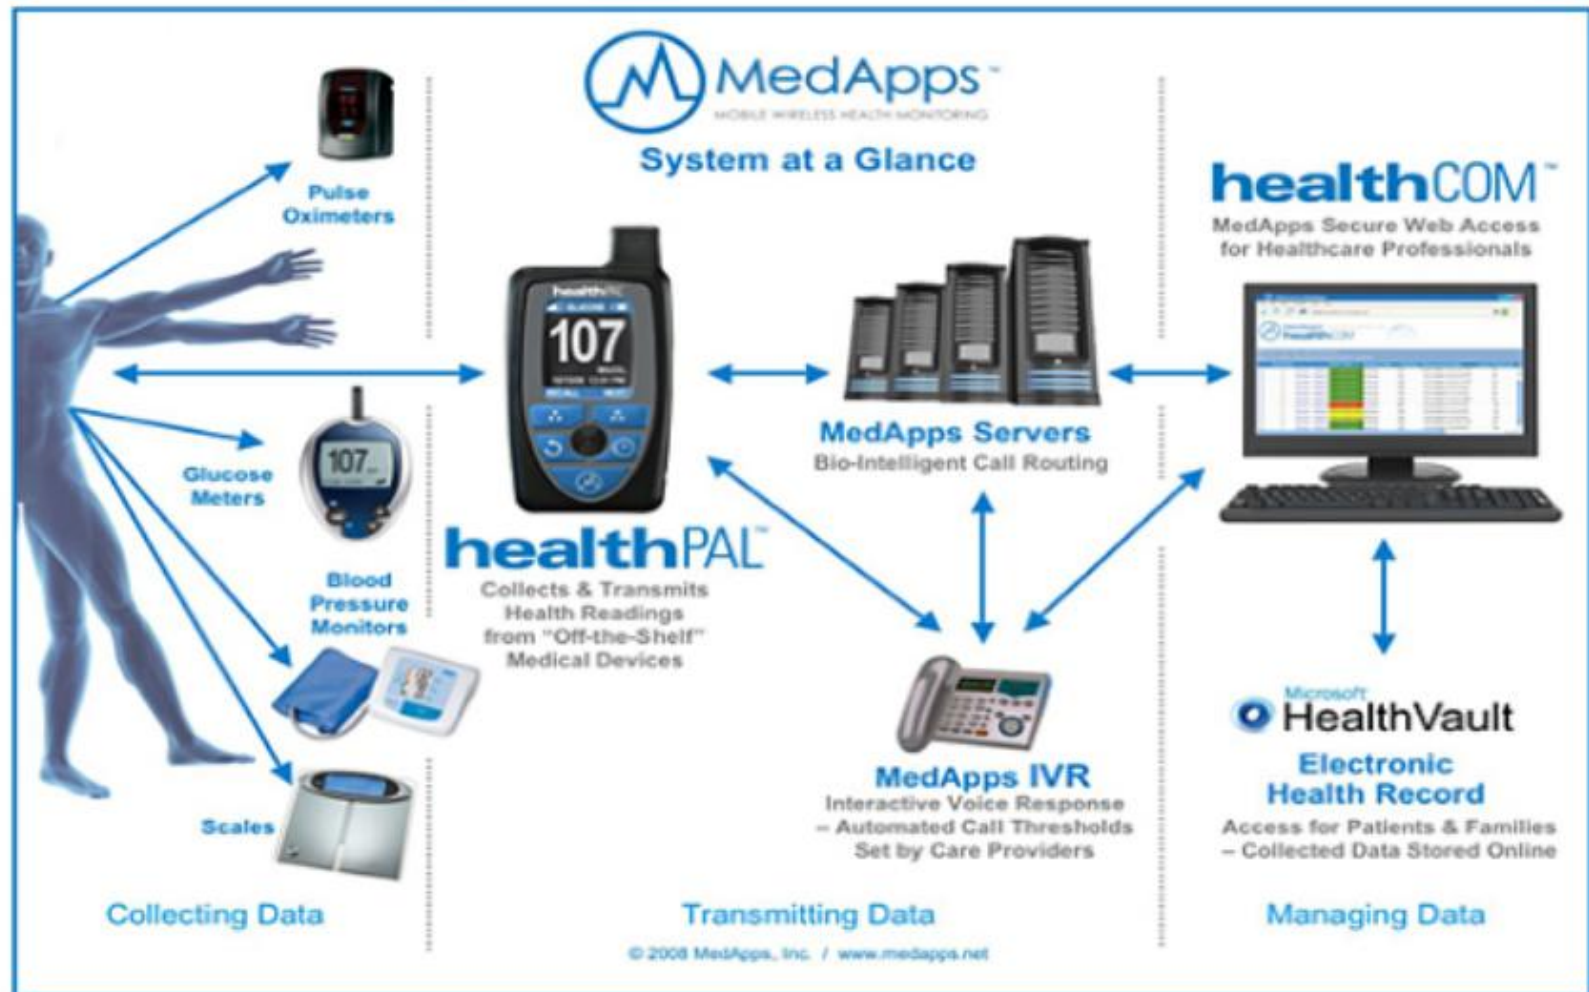 MedApps™
MOBILE WIRELESS HEALTH MONITORING
System at a Glance
Pulse
Oximeters
Glucose
Meters
107
Blood
Pressure
Monitors
Scales
Collecting Data
healthPAL
107
RECALL
healthPAL™
Collects & Transmits
Health Readings
from "Off-the-Shelf"
Medical Devices
MedApps Servers
Bio-Intelligent Call Routing
MedApps IVR
Interactive Voice Response
– Automated Call Thresholds
Set by Care Providers
Transmitting Data
© 2008 MedApps, Inc. / www.medapps.net
healthCOM™
MedApps Secure Web Access
for Healthcare Professionals
healthCOM
Microsoft
HealthVault
Electronic
Health Record
Access for Patients & Families
– Collected Data Stored Online
Managing Data